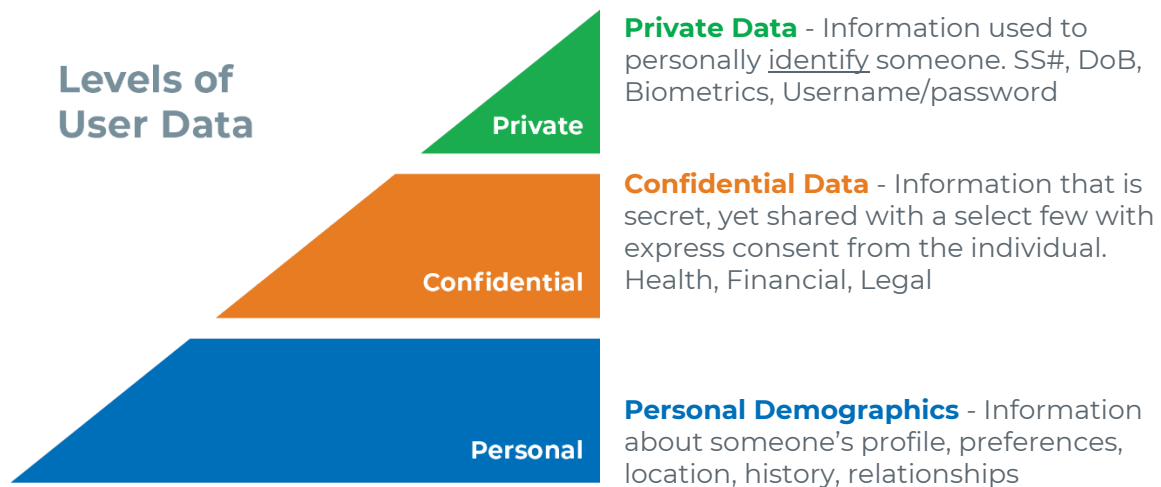 Levels of
User Data
Private
Private Data - Information used to
personally identify someone. SS#, DoB,
Biometrics, Username/password
Confidential
Confidential Data - Information that is
secret, yet shared with a select few with
express consent from the individual.
Health, Financial, Legal
Personal
Personal Demographics - Information
about someone’s profile, preferences,
location, history, relationships